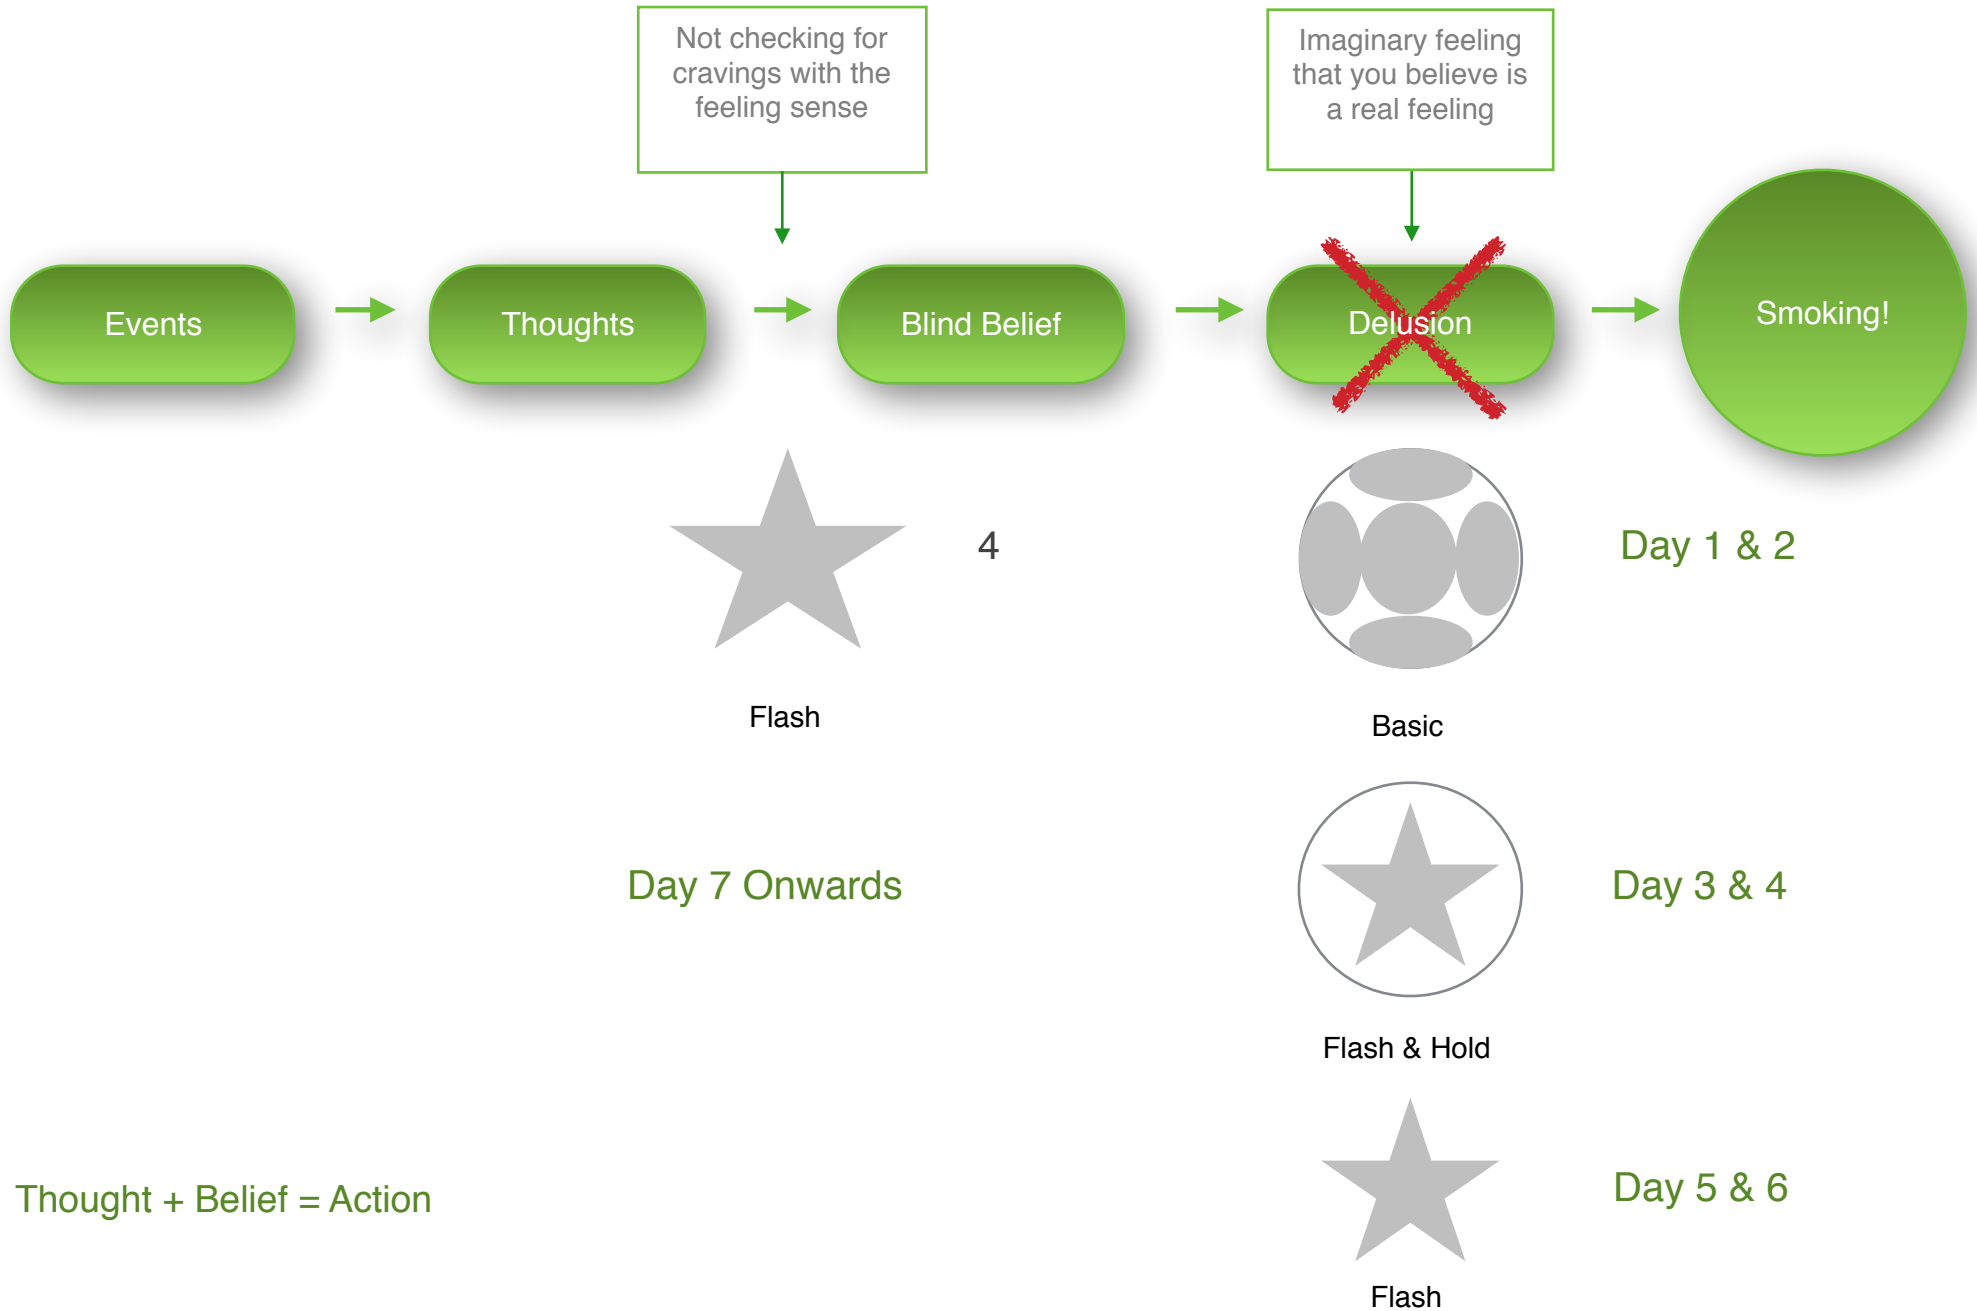 Not checking for
cravings with the
feeling sense
Imaginary feeling
that you believe is
a real feeling
Events
Thoughts
Blind Belief
Delusion
Smoking!
4
Day 1 & 2
Flash
Basic
Day 7 Onwards
Day 3 & 4
Flash & Hold
Thought + Belief = Action
Day 5 & 6
Flash